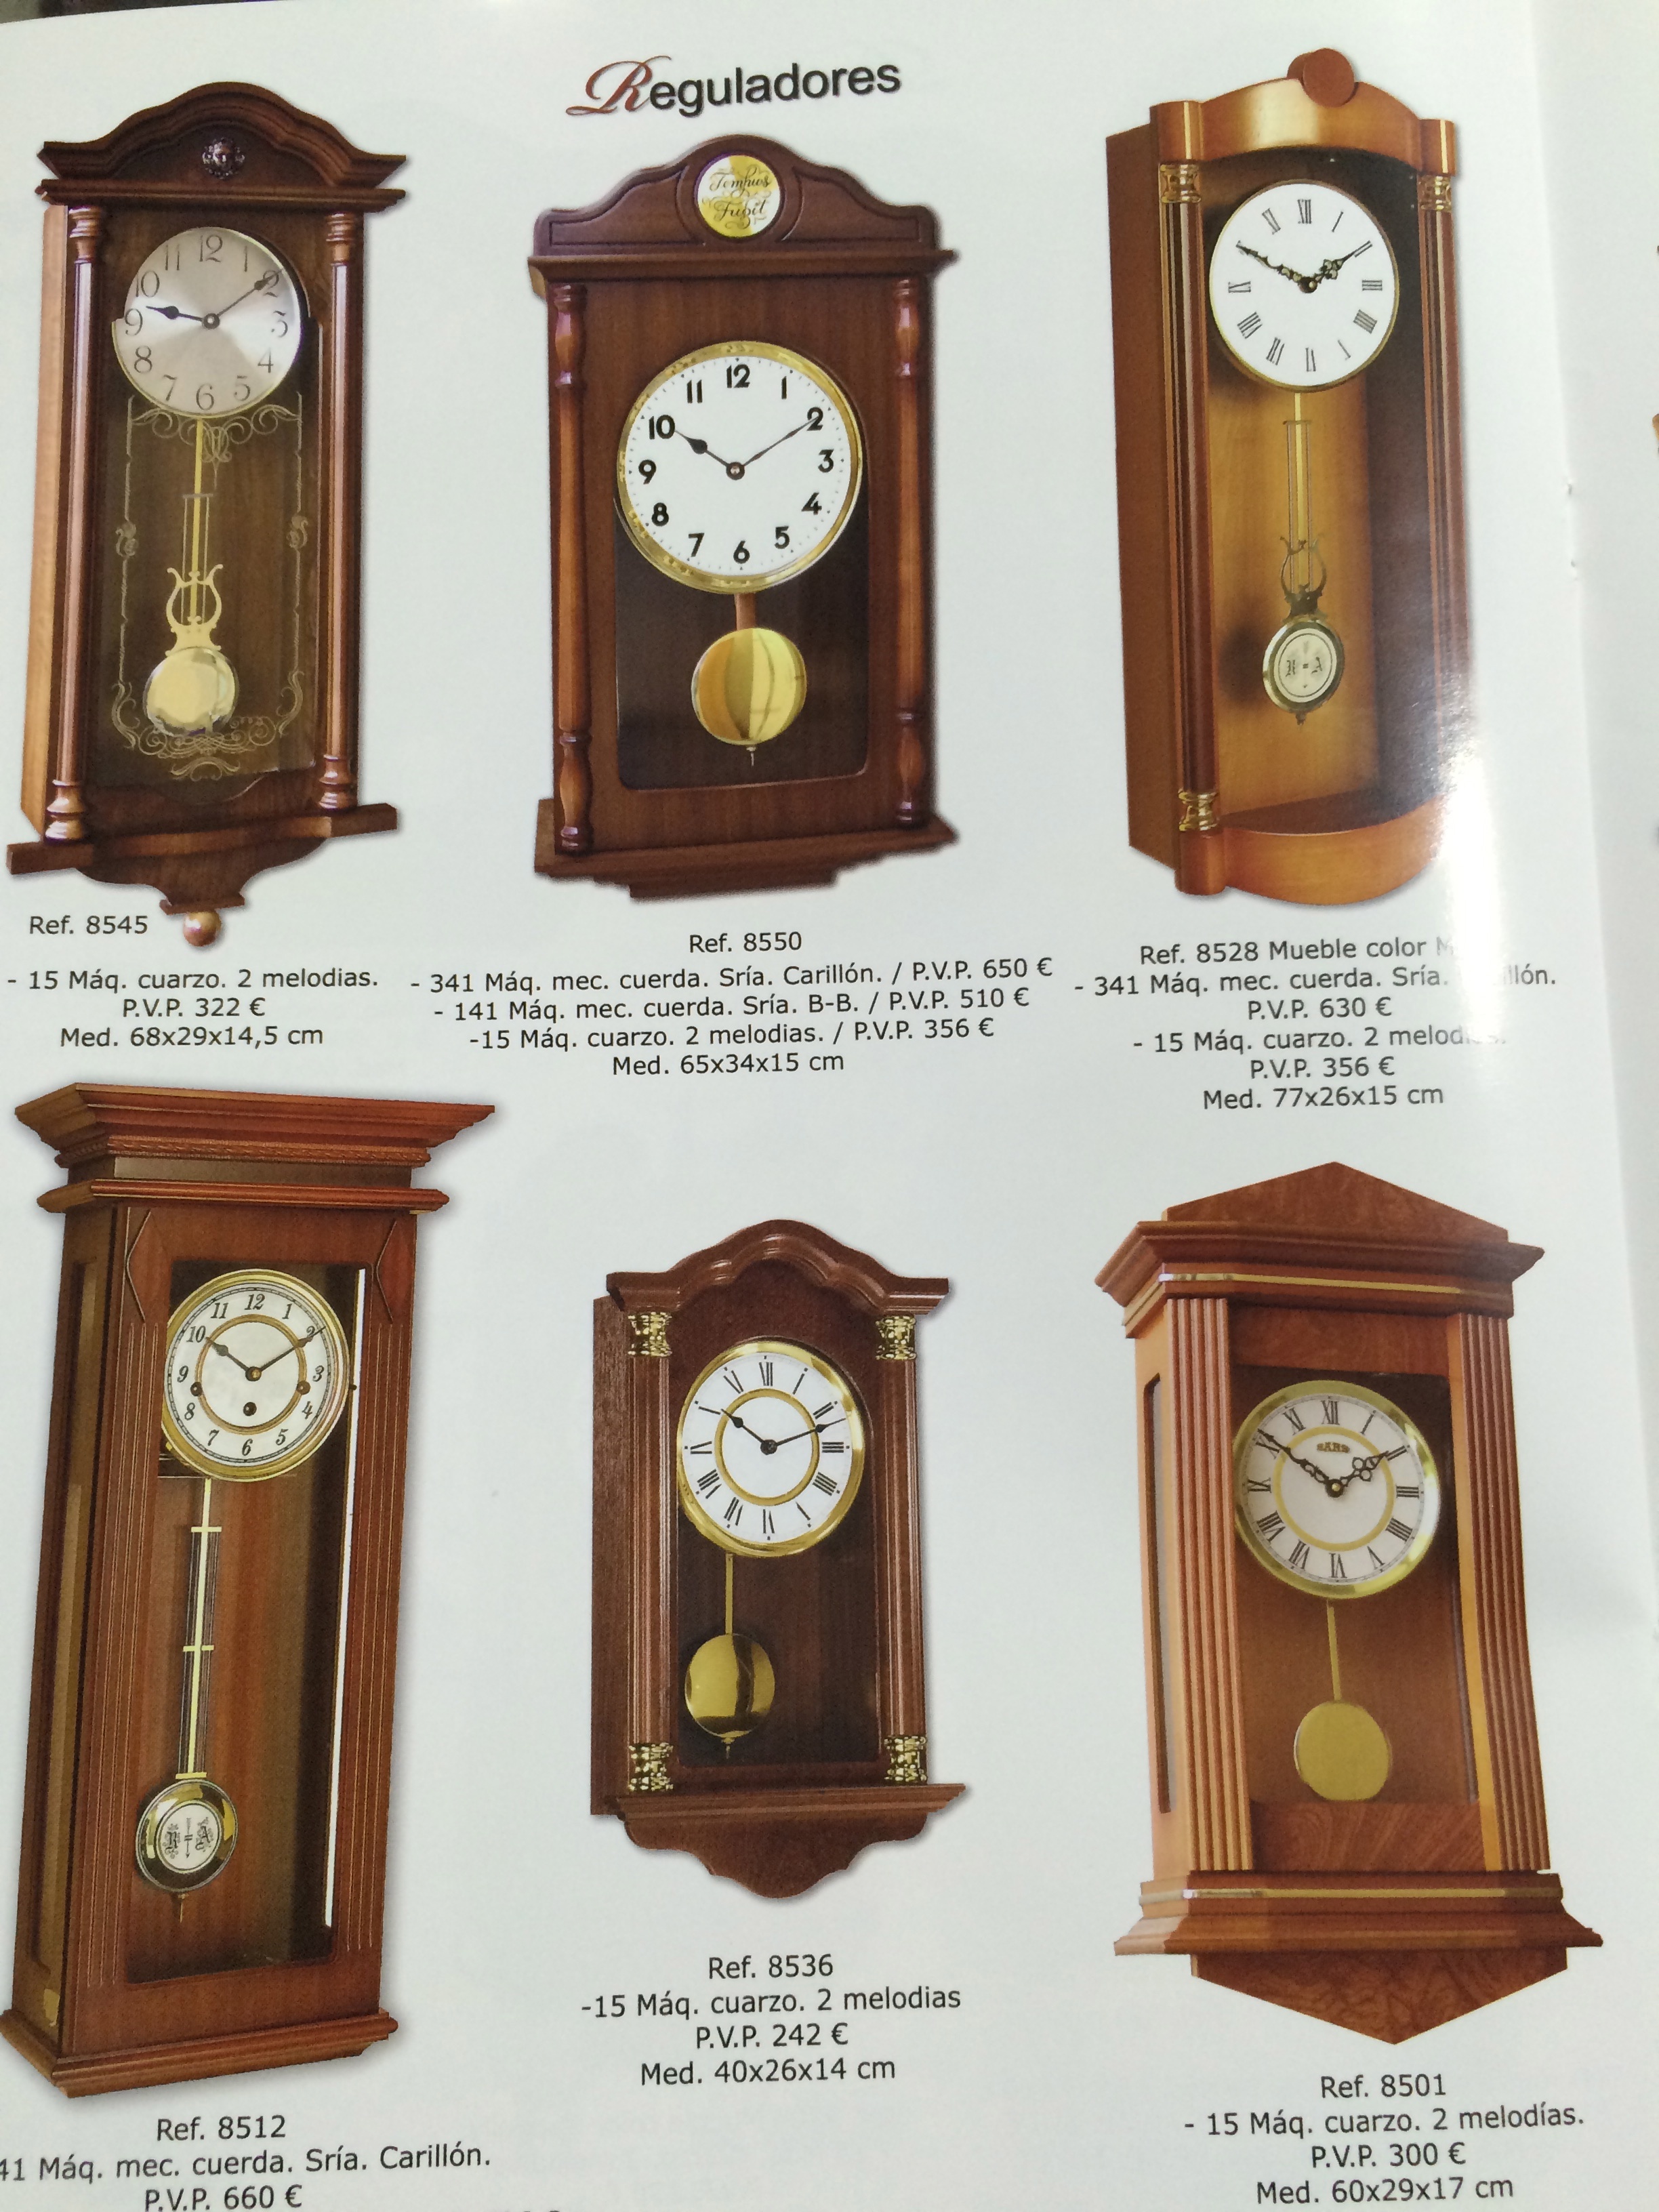 Reguladores
Tempus
Fugit
Ref. 8545
- 15 Máq. cuarzo. 2 melodias.
P.V.P. 322 €
Med. 68x29x14,5 cm
Ref. 8550
- 341 Máq. mec. cuerda. Sría. Carillón. / P.V.P. 650 €
- 141 Máq. mec. cuerda. Sría. B-B. / P.V.P. 510 €
-15 Máq. cuarzo. 2 melodias. / P.V.P. 356 €
Med. 65x34x15 cm
Ref. 8528 Mueble color
- 341 Máq. mec. cuerda. Sría.
P.V.P. 630 €
- 15 Máq. cuarzo. 2
P.V.P. 356 €
Med. 77x26x15 cm
Ref. 8512
41 Máq. mec. cuerda. Sría. Carillón.
P.V.P. 660 €
Ref. 8536
-15 Máq. cuarzo. 2 melodias
P.V.P. 242 €
Med. 40x26x14 cm
Ref. 8501
- 15 Máq. cuarzo. 2 melodías.
P.V.P. 300 €
Med. 60x29x17 cm